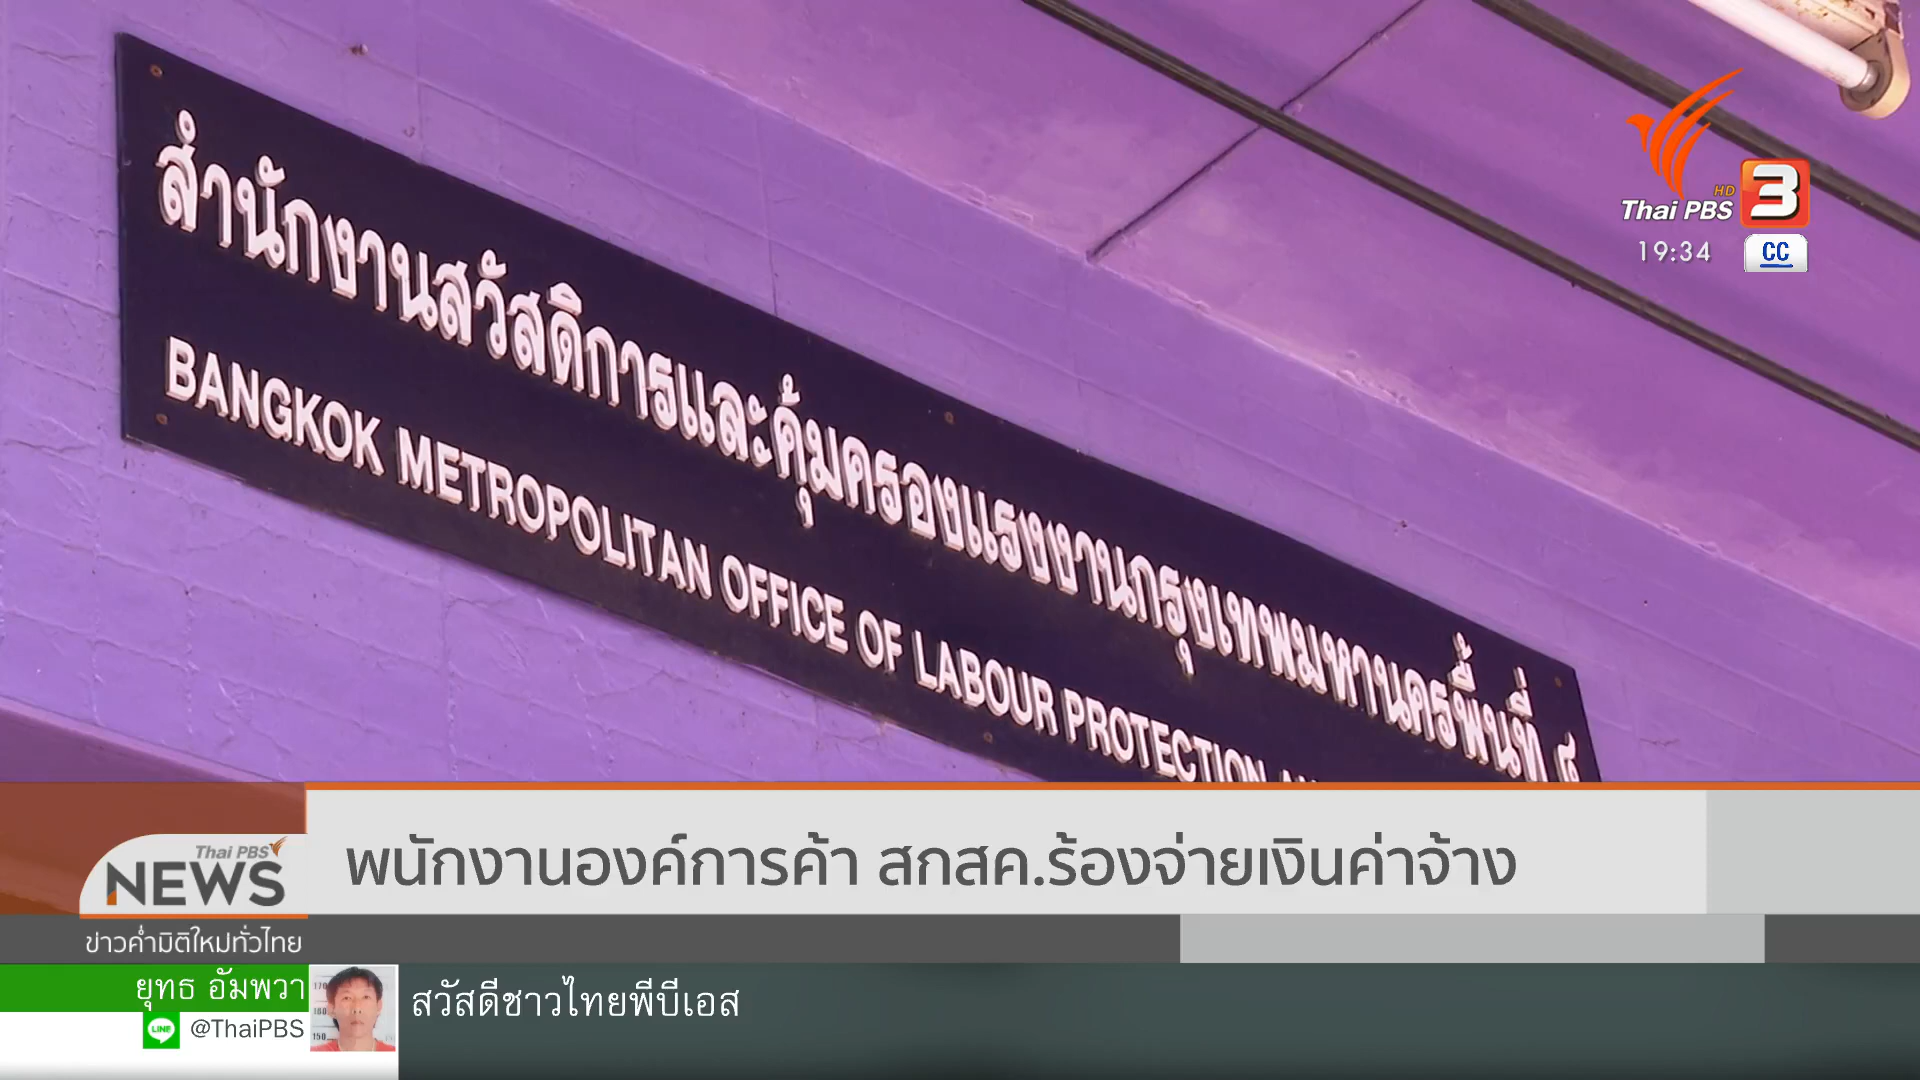 สำนักงานสวัสดิการและคุ้มครองแรงงานกรุงเทพมหานครพื้นที่
BANGKOK METROPOLITAN OFFICE OF LABOUR PROTECTION
HD
Thai PBS 3
19:34 CC
พนักงานองค์การค้า สกสค.ร้องจ่ายเงินค่าจ้าง
Thai PBS
NEWS
ข่าวค่ำมิติใหม่ทั่วไทย
ยุทธ อัมพวา
LINE @ThaiPBS
170
160
150
สวัสดีชาวไทยพีบีเอส